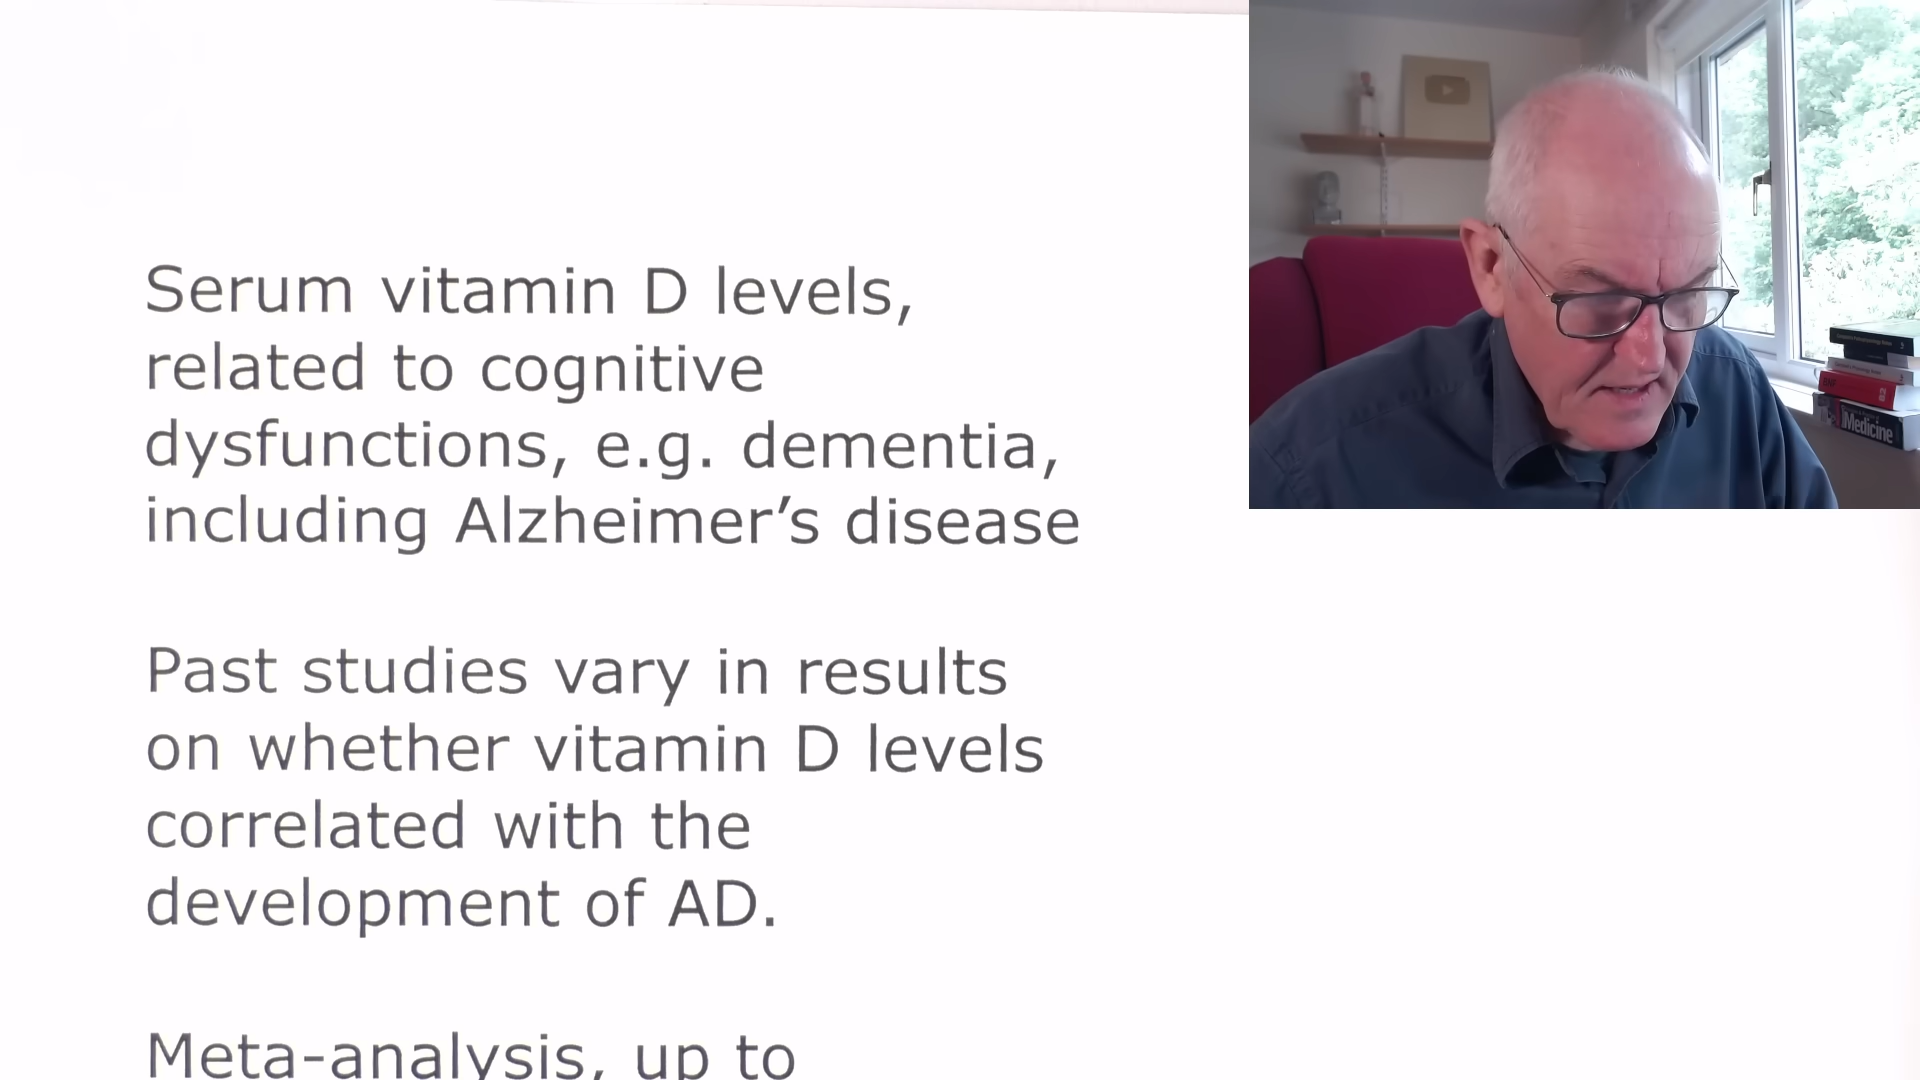 Serum vitamin D levels,
related to cognitive
dysfunctions, e.g. dementia,
including Alzheimer’s disease
Past studies vary in results
on whether vitamin D levels
correlated with the
development of AD.
Meta-analysis, up to
Medicine